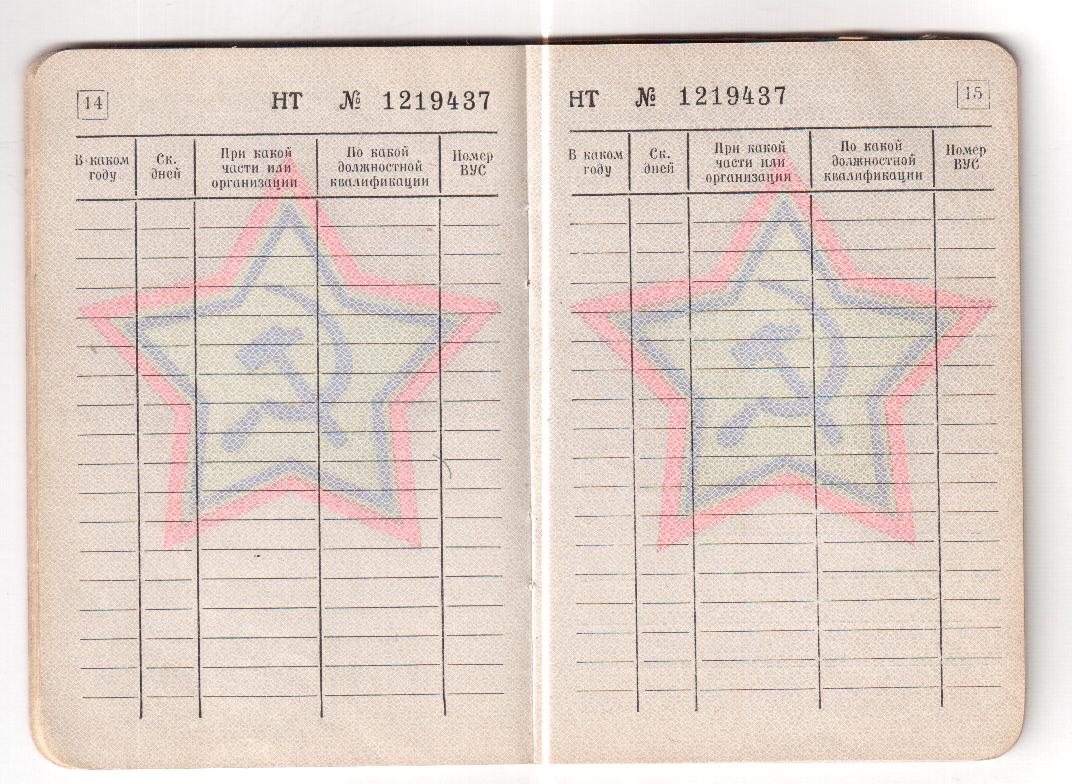 14
НТ № 1219437
В каком году
Ск. дней
При какой части или организации
По какой должностной квалификации
Номер ВУС
НТ № 1219437
15
В каком году
Ск. дней
При какой части или организации
По какой должностной квалификации
Номер ВУС